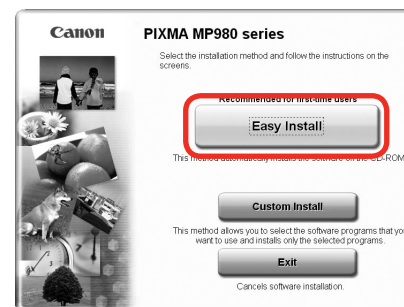 Canon
PIXMA MP980 series
Select the installation method and follow the instructions on the
screens.
Recommended for first-time users
Easy Install
This method automatically installs the software on the CD-ROM
Custom Install
This method allows you to select the software programs that you
want to use and installs only the selected programs.
Exit
Cancels software installation.